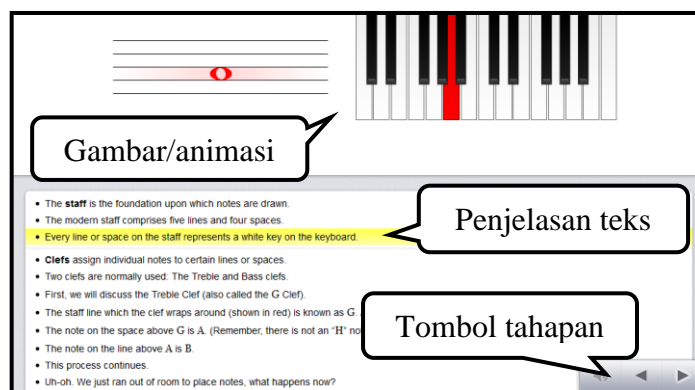 Gambar/animasi
The staff is the foundation upon which notes are drawn.
The modern staff comprises five lines and four spaces.
Penjelasan teks
Every line or space on the staff represents a white key on the keyboard.
Clefs assign individual notes to certain lines or spaces.
Two clefs are normally used: The Treble and Bass clefs.
First, we will discuss the Treble Clef (also called the G Clef).
The staff line which the clef wraps around (shown in red) is known as G.
Tombol tahapan
The note on the space above G is A. (Remember, there is not an "H"
The note on the line above A is B.
This process continues.
Uh-oh. We just ran out of room to place notes, what happens now?